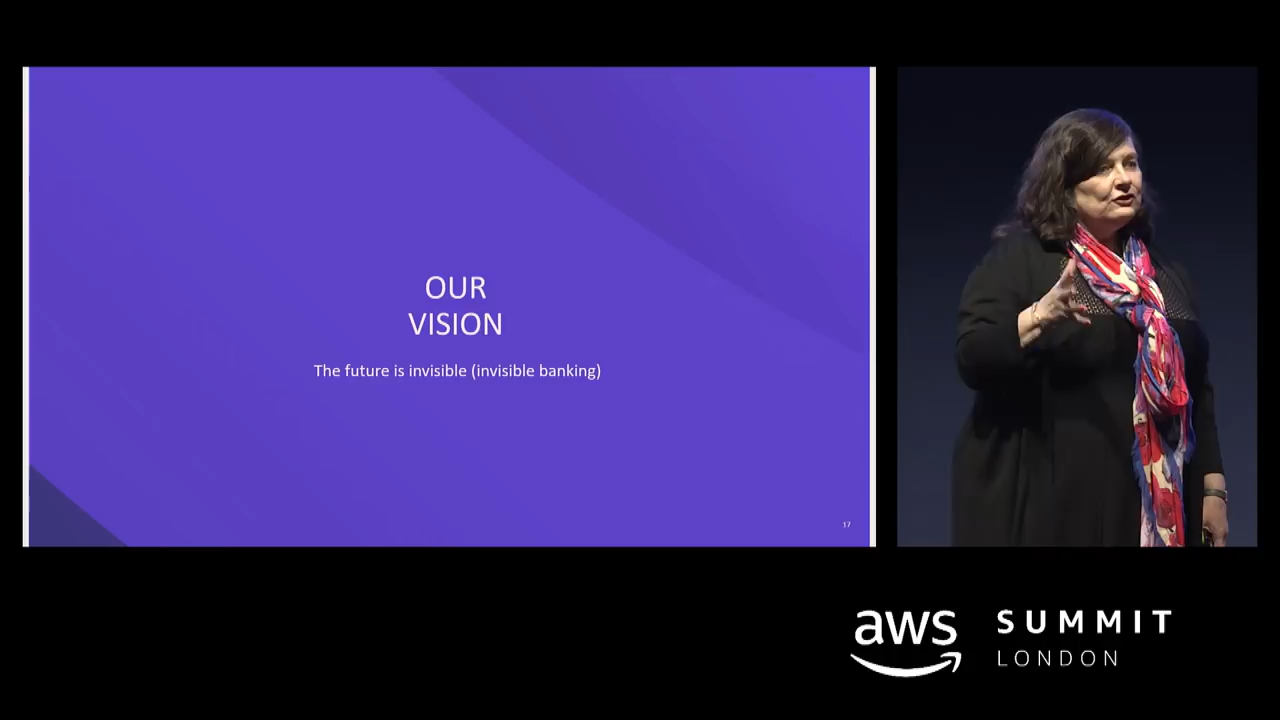 OUR
VISION
The future is invisible (invisible banking)
17
aws
SUMMIT
LONDON